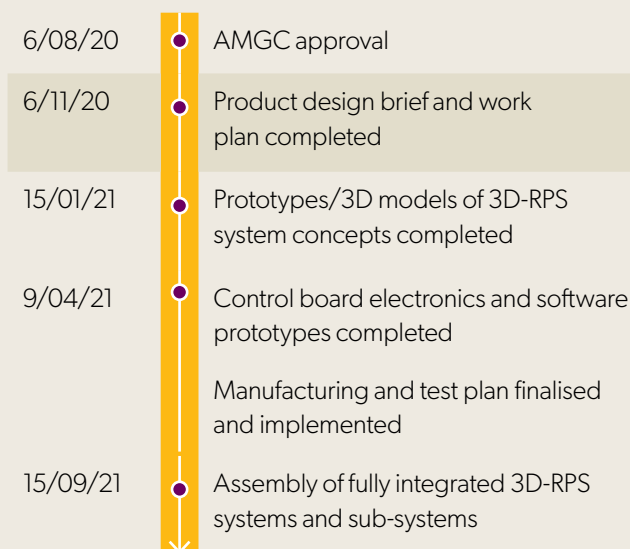 6/08/20 AMGC approval
6/11/20 Product design brief and work
plan completed
15/01/21 Prototypes/3D models of 3D-RPS
system concepts completed
9/04/21 Control board electronics and software
prototypes completed
Manufacturing and test plan finalised
and implemented
15/09/21 Assembly of fully integrated 3D-RPS
systems and sub-systems